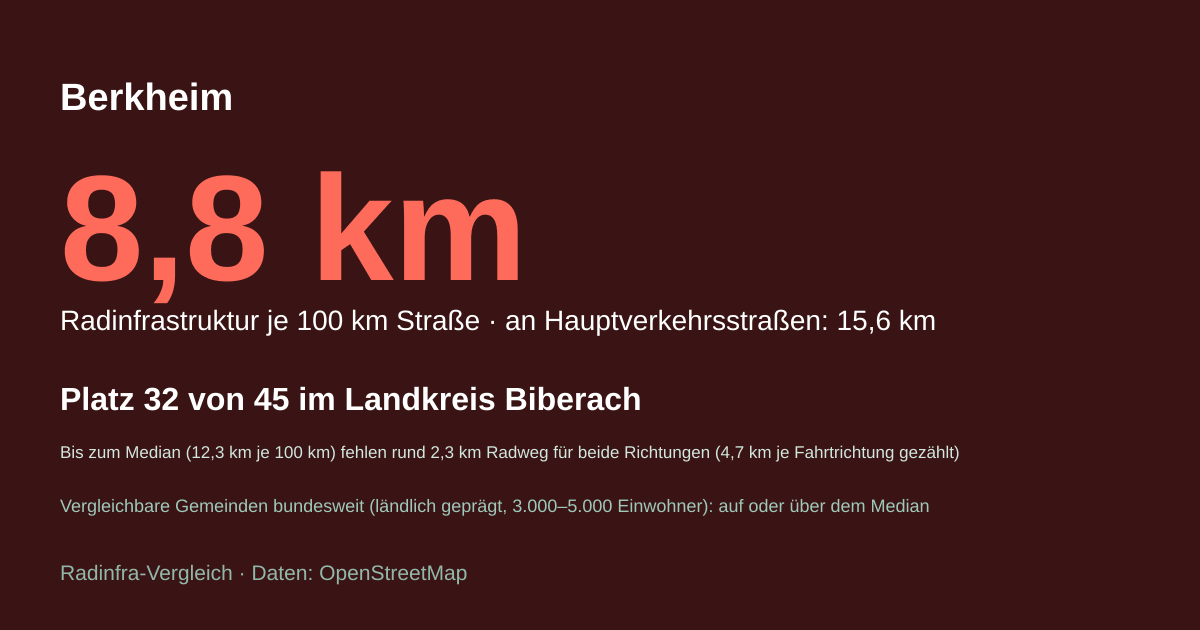 Berkheim
8,8 km
Radinfrastruktur je 100 km Straße · an Hauptverkehrsstraßen: 15,6 km
Platz 32 von 45 im Landkreis Biberach
Bis zum Median (12,3 km je 100 km) fehlen rund 2,3 km Radweg für beide Richtungen (4,7 km je Fahrtrichtung gezählt)
Vergleichbare Gemeinden bundesweit (ländlich geprägt, 3.000–5.000 Einwohner): auf oder über dem Median
Radinfra-Vergleich · Daten: OpenStreetMap